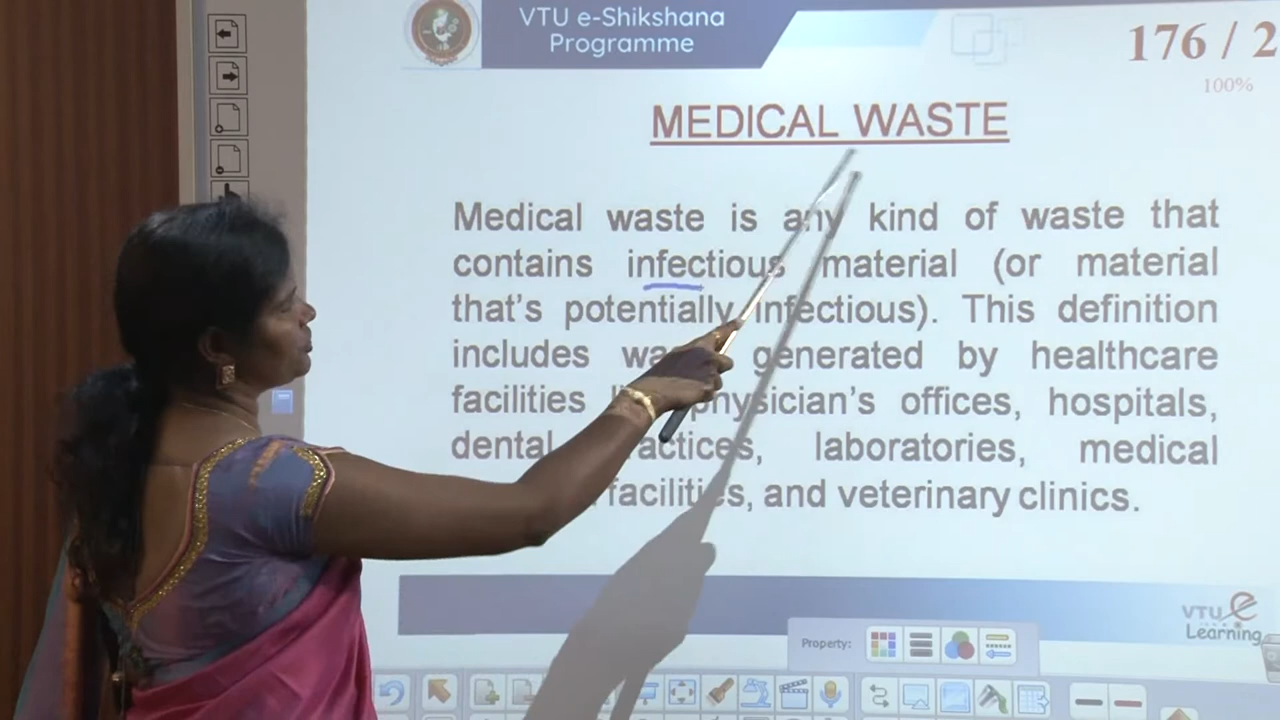 VTU e-Shikshana
Programme
176 / 2
100%
MEDICAL WASTE
Medical waste is any kind of waste that
contains infectious material (or material
that's potentially infectious). This definition
includes generated by healthcare
facilities physician's offices, hospitals,
dental practices, laboratories, medical
facilities, and veterinary clinics.
VTU e
Learning
Property: